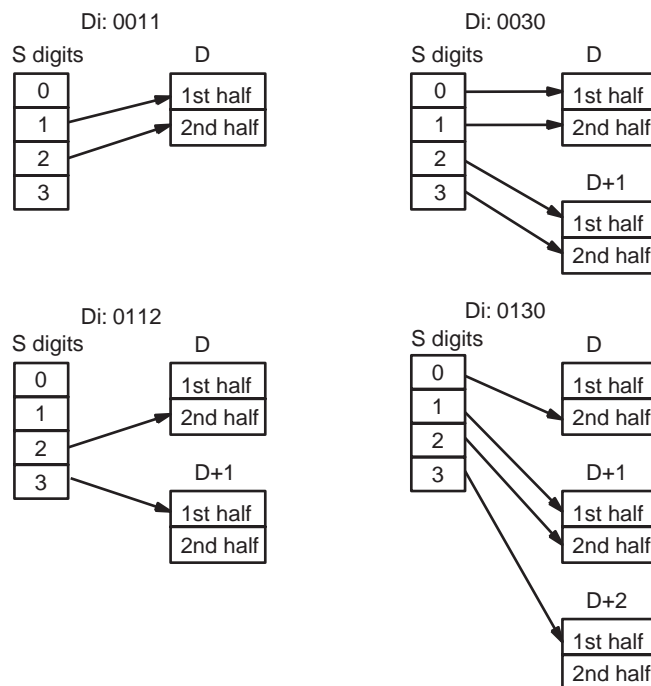 Di: 0011
S digits
D
0
1
2
3
1st half
2nd half
Di: 0030
S digits
D
0
1
2
3
1st half
2nd half
D+1
1st half
2nd half
Di: 0112
S digits
D
0
1
2
3
1st half
2nd half
D+1
1st half
2nd half
Di: 0130
S digits
D
0
1
2
3
1st half
2nd half
D+1
1st half
2nd half
D+2
1st half
2nd half